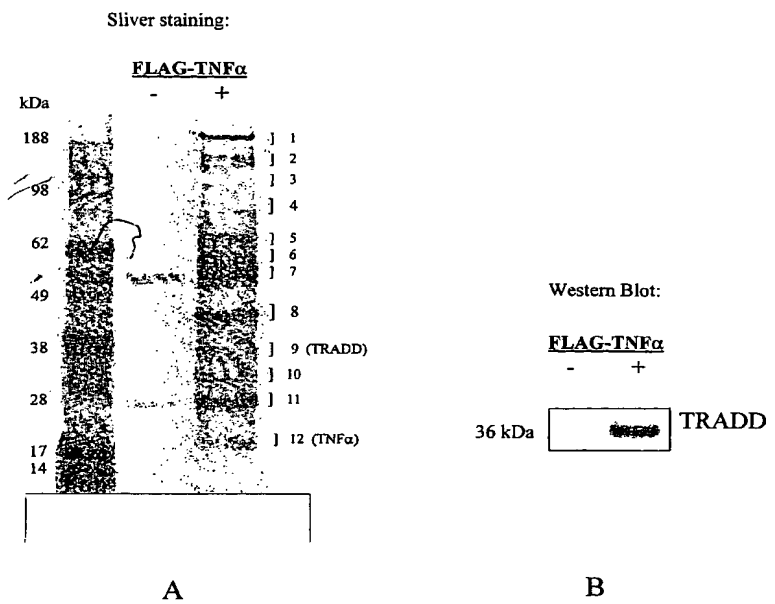 Sliver staining:
FLAG-TNFα
- +
kDa
188
98
62
49
38
28
17
14
] 1
] 2
] 3
] 4
] 5
] 6
] 7
] 8
] 9 (TRADD)
] 10
] 11
] 12 (TNFα)
A
Western Blot:
FLAG-TNFα
- +
36 kDa
TRADD
B